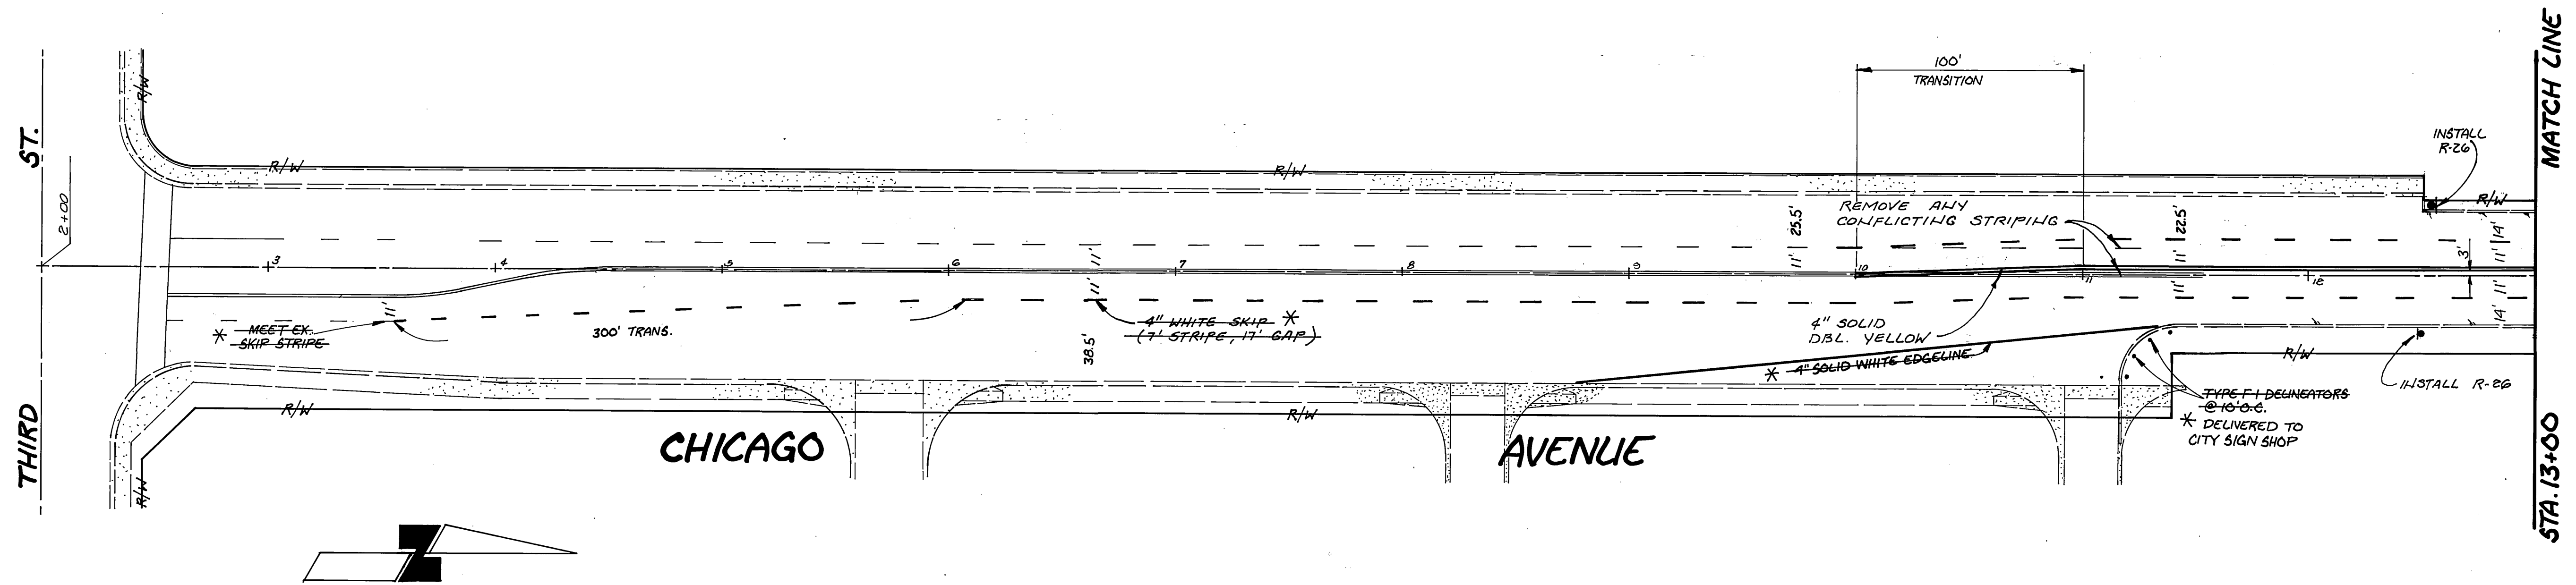 THIRD ST.
2+00
R/W
R/W
R/W
R/W
3
4
5
6
7
8
9
10
11
12
100'
TRANSITION
INSTALL
R-26
R/W
MATCH LINE
STA. 13+00
REMOVE ANY
CONFLICTING STRIPING
25.5'
22.5'
11'
11'
11'
11'
11'
11'
11'
11'
14'
14'
3'
* MEET EX.
SKIP STRIPE
300' TRANS.
4" WHITE SKIP *
(7' STRIPE, 17' GAP)
38.5'
4" SOLID
DBL. YELLOW
* 4" SOLID WHITE EDGELINE
R/W
INSTALL R-26
TYPE F-1 DELINEATORS
@ 10' O.C.
* DELIVERED TO
CITY SIGN SHOP
R/W
R/W
CHICAGO AVENUE